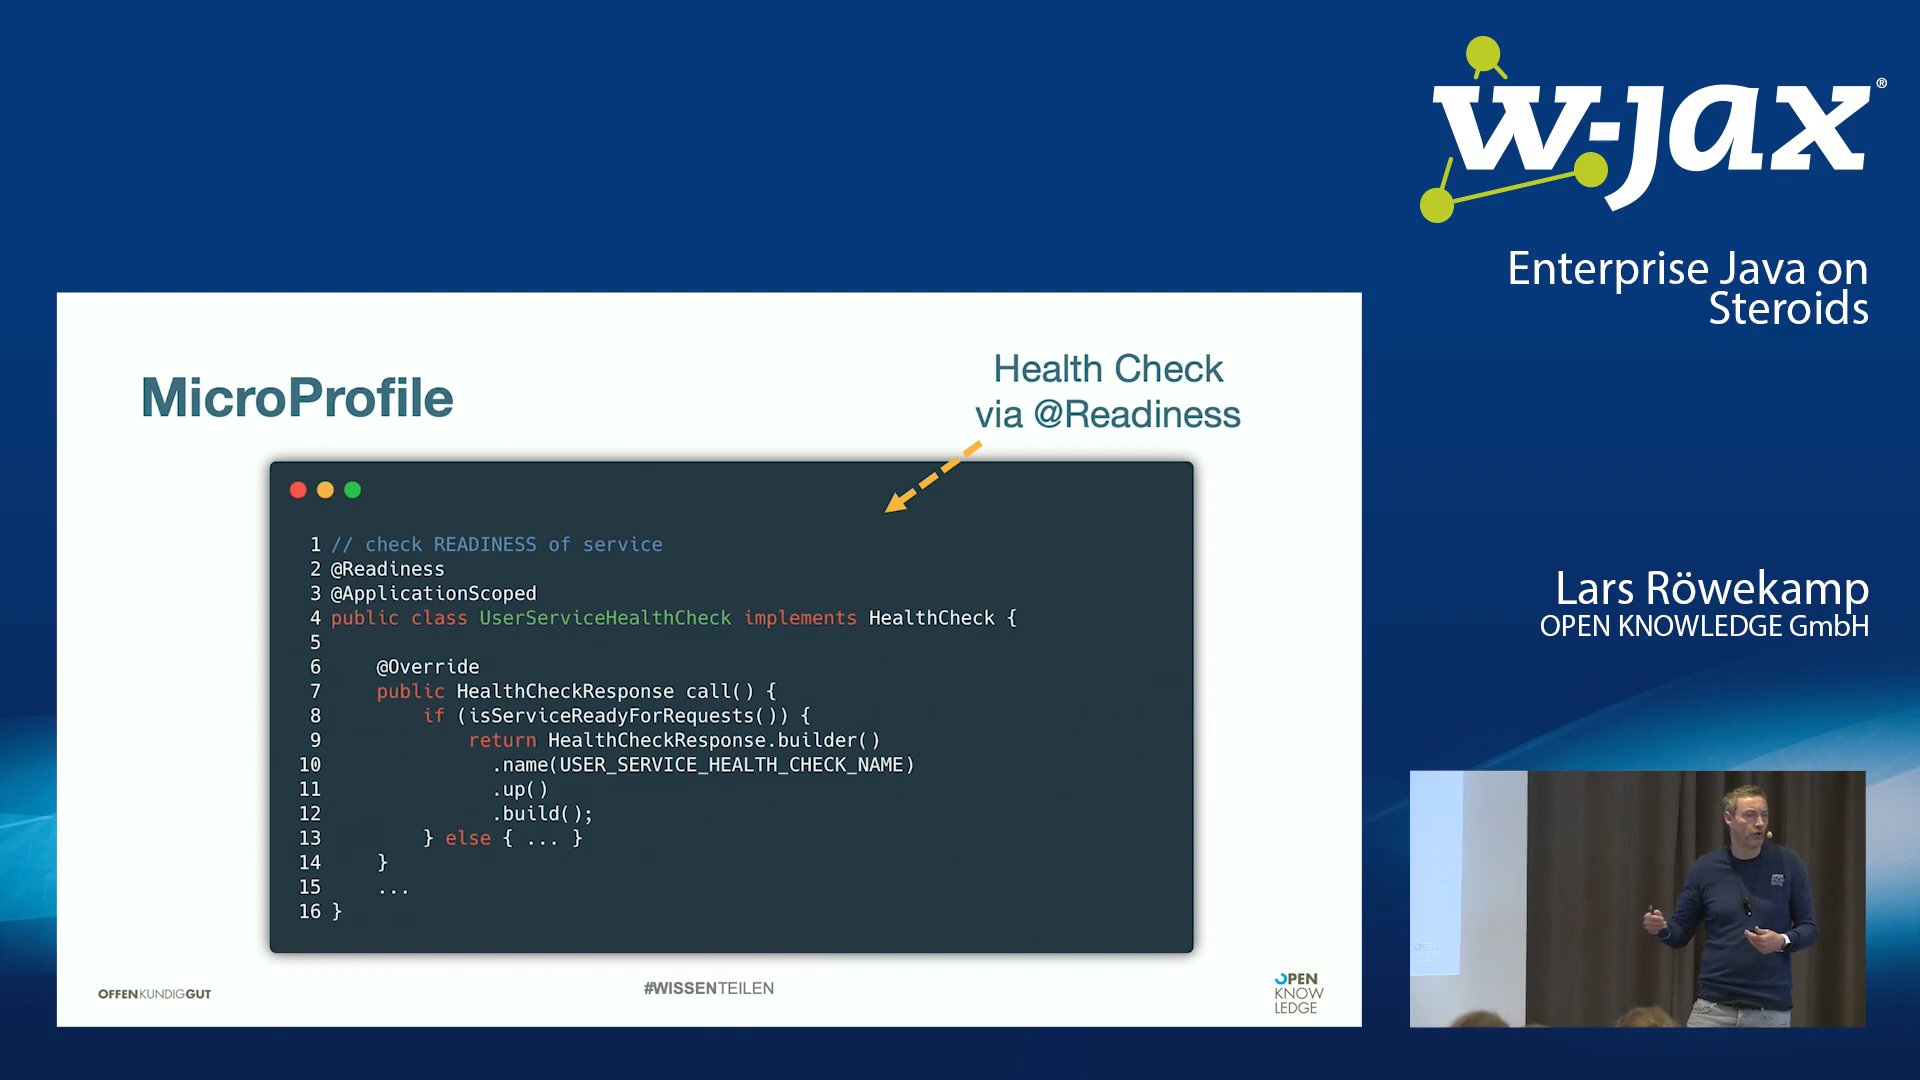 w-jax®
Enterprise Java on
Steroids
Lars Röwekamp
OPEN KNOWLEDGE GmbH
MicroProfile
Health Check
via @Readiness
1 // check READINESS of service
2 @Readiness
3 @ApplicationScoped
4 public class UserServiceHealthCheck implements HealthCheck {
5
6 @Override
7 public HealthCheckResponse call() {
8 if (isServiceReadyForRequests()) {
9 return HealthCheckResponse.builder()
10 .name(USER_SERVICE_HEALTH_CHECK_NAME)
11 .up()
12 .build();
13 } else { ... }
14 }
15 ...
16 }
OFFENKUNDIGGUT
#WISSENTEILEN
OPEN
KNOW
LEDGE
OPEN
KNOW
LEDGE